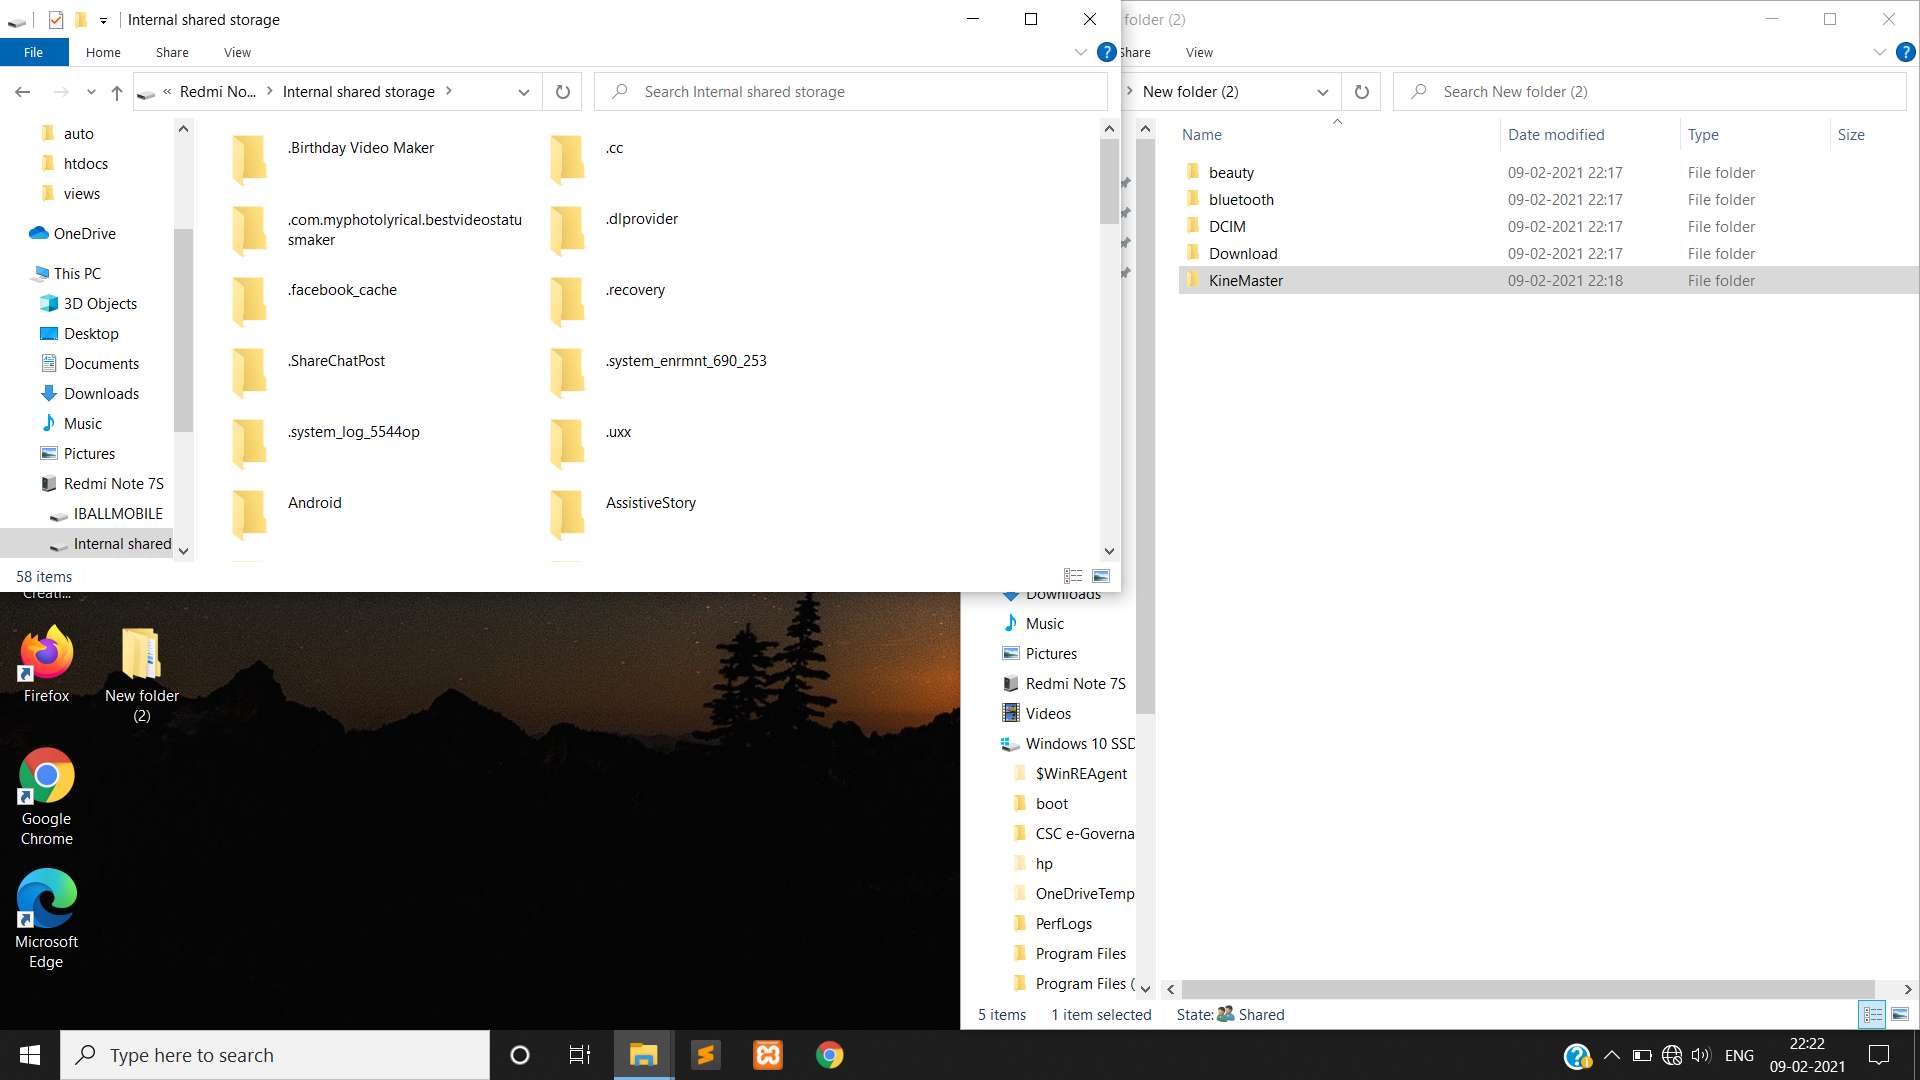 Internal shared storage
File Home Share View
« Redmi No... > Internal shared storage >
Search Internal shared storage
auto
htdocs
views
OneDrive
This PC
3D Objects
Desktop
Documents
Downloads
Music
Pictures
Redmi Note 7S
IBALLMOBILE
Internal shared
.Birthday Video Maker
.cc
.com.myphotolyrical.bestvideostatu
smaker
.dlprovider
.facebook_cache
.recovery
.ShareChatPost
.system_enrmnt_690_253
.system_log_5544op
.uxx
Android
AssistiveStory
58 items
folder (2)
Share View
> New folder (2)
Search New folder (2)
Name Date modified Type Size
beauty 09-02-2021 22:17 File folder
bluetooth 09-02-2021 22:17 File folder
DCIM 09-02-2021 22:17 File folder
Download 09-02-2021 22:17 File folder
KineMaster 09-02-2021 22:18 File folder
Downloads
Music
Pictures
Redmi Note 7S
Videos
Windows 10 SSD
$WinREAgent
boot
CSC e-Governa
hp
OneDriveTemp
PerfLogs
Program Files
Program Files (
5 items 1 item selected State: Shared
Creati...
Firefox
New folder
(2)
Google
Chrome
Microsoft
Edge
Type here to search
ENG
22:22
09-02-2021